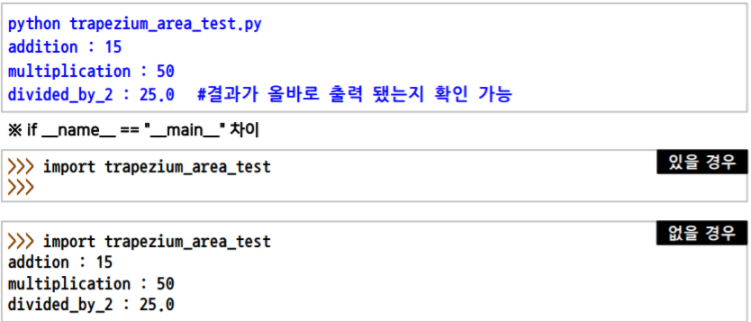 python trapezium_area_test.py
addition : 15
multiplication : 50
divided_by_2 : 25.0  #결과가 올바로 출력 됐는지 확인 가능
※ if __name__ == "__main__" 차이
>>> import trapezium_area_test
있을 경우
>>>
>>> import trapezium_area_test
없을 경우
addtion : 15
multiplication : 50
divided_by_2 : 25.0